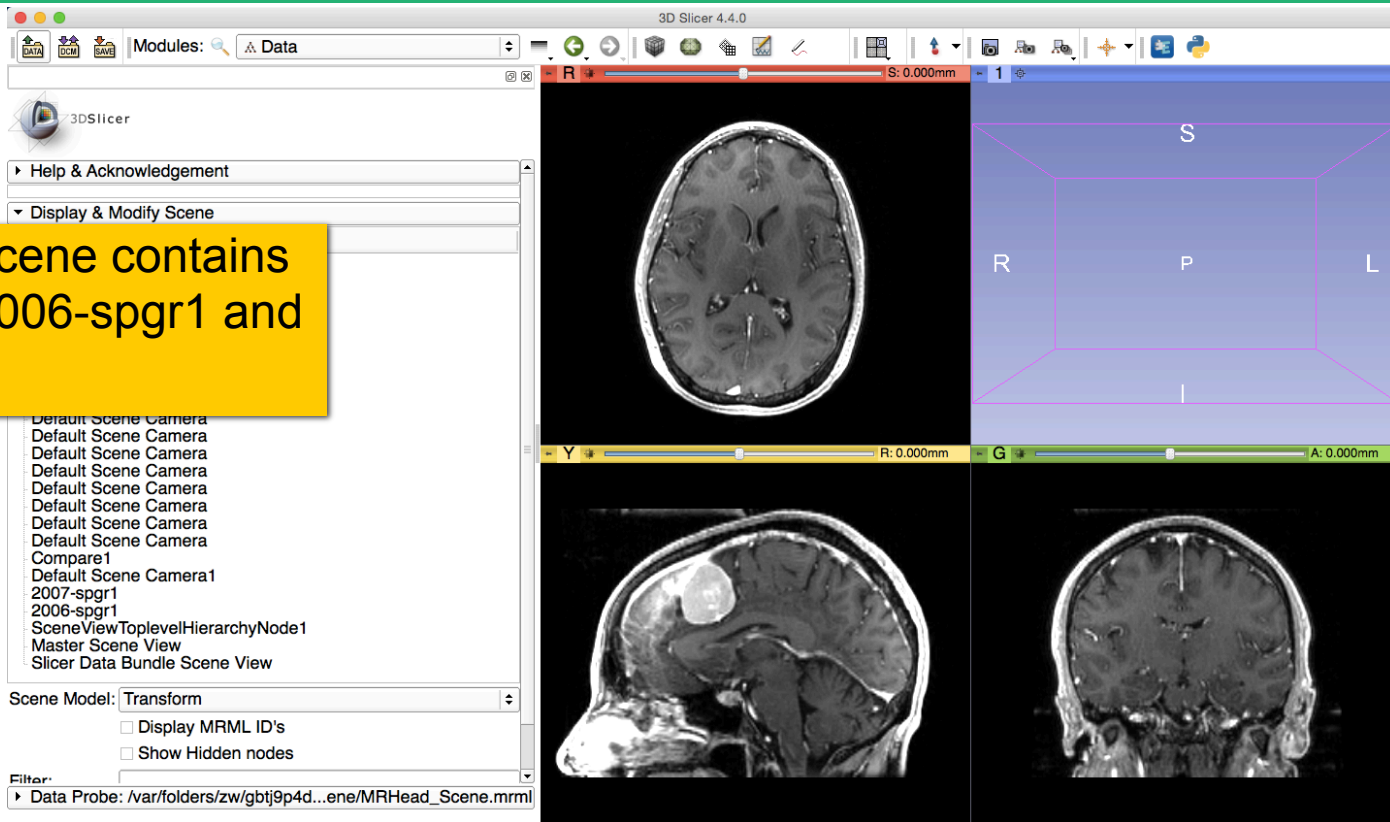 3D Slicer 4.4.0
DATA DCM SAVE Modules: Data
3DSlicer
Help & Acknowledgement
Display & Modify Scene
cene contains
006-spgr1 and
Default Scene Camera
Default Scene Camera
Default Scene Camera
Default Scene Camera
Default Scene Camera
Default Scene Camera
Default Scene Camera
Default Scene Camera
Compare1
Default Scene Camera1
2007-spgr1
2006-spgr1
SceneViewToplevelHierarchyNode1
Master Scene View
Slicer Data Bundle Scene View
Scene Model: Transform
Display MRML ID's
Show Hidden nodes
Filter:
Data Probe: /var/folders/zw/gbtj9p4d...ene/MRHead_Scene.mrml
R S: 0.000mm
1
S
R P L
I
Y R: 0.000mm
G A: 0.000mm